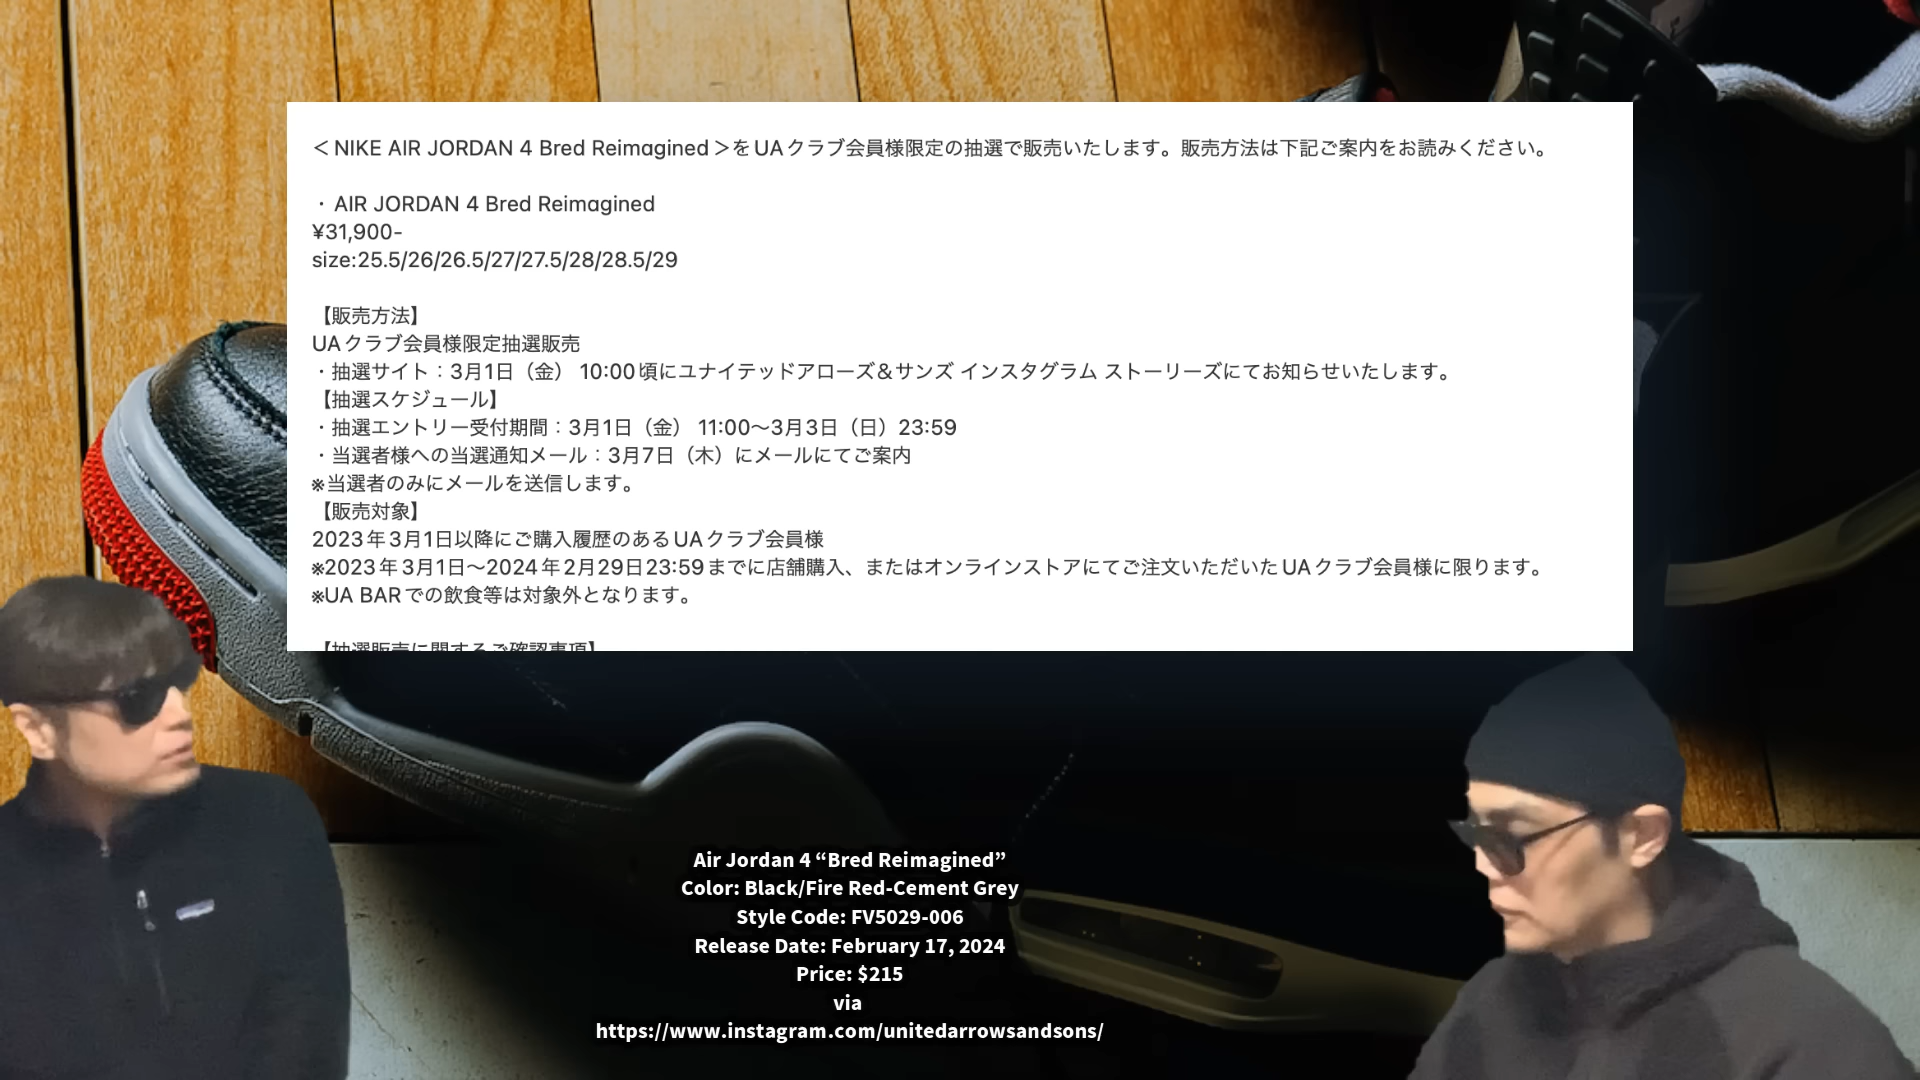 ＜NIKE AIR JORDAN 4 Bred Reimagined＞をUAクラブ会員様限定の抽選で販売いたします。販売方法は下記ご案内をお読みください。
・AIR JORDAN 4 Bred Reimagined
¥31,900-
size:25.5/26/26.5/27/27.5/28/28.5/29
【販売方法】
UAクラブ会員様限定抽選販売
・抽選サイト：3月1日（金） 10:00頃にユナイテッドアローズ＆サンズ インスタグラム ストーリーズにてお知らせいたします。
【抽選スケジュール】
・抽選エントリー受付期間：3月1日（金） 11:00〜3月3日（日）23:59
・当選者様への当選通知メール：3月7日（木）にメールにてご案内
※当選者のみにメールを送信します。
【販売対象】
2023年3月1日以降にご購入履歴のあるUAクラブ会員様
※2023年3月1日〜2024年2月29日23:59までに店舗購入、またはオンラインストアにてご注文いただいたUAクラブ会員様に限ります。
※UA BARでの飲食等は対象外となります。
【抽選販売に関するご確認事項】
Air Jordan 4 “Bred Reimagined”
Color: Black/Fire Red-Cement Grey
Style Code: FV5029-006
Release Date: February 17, 2024
Price: $215
via
https://www.instagram.com/unitedarrowsandsons/